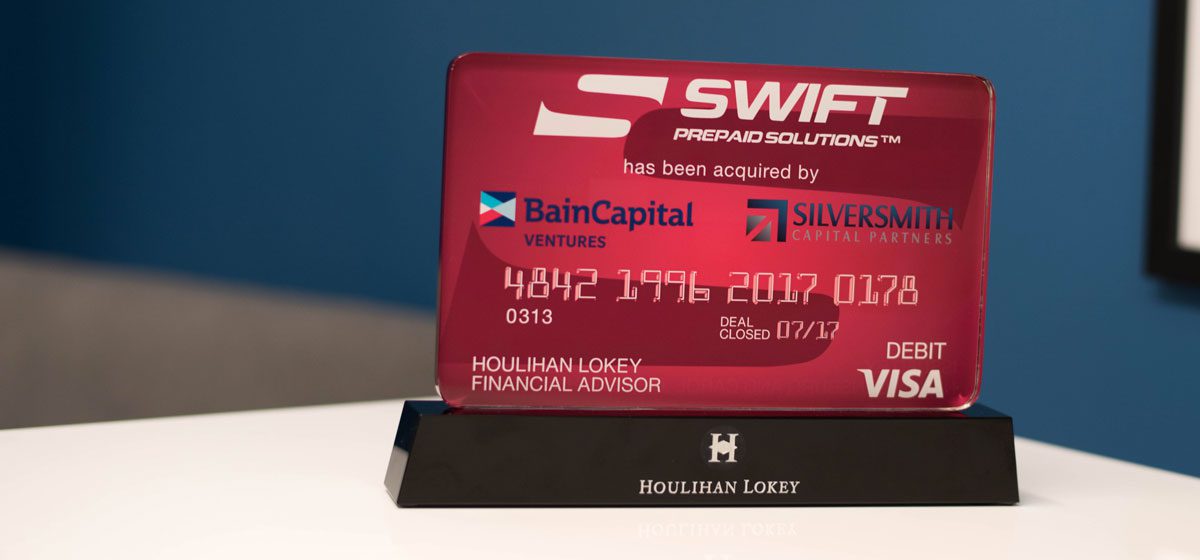 SWIFT
PREPAID SOLUTIONS™
has been acquired by
BainCapital
VENTURES
SILVERSMITH
CAPITAL PARTNERS
4842 1996 2017 0178
0313
DEAL
CLOSED 07/17
HOULIHAN LOKEY
FINANCIAL ADVISOR
DEBIT
VISA
H
HOULIHAN LOKEY